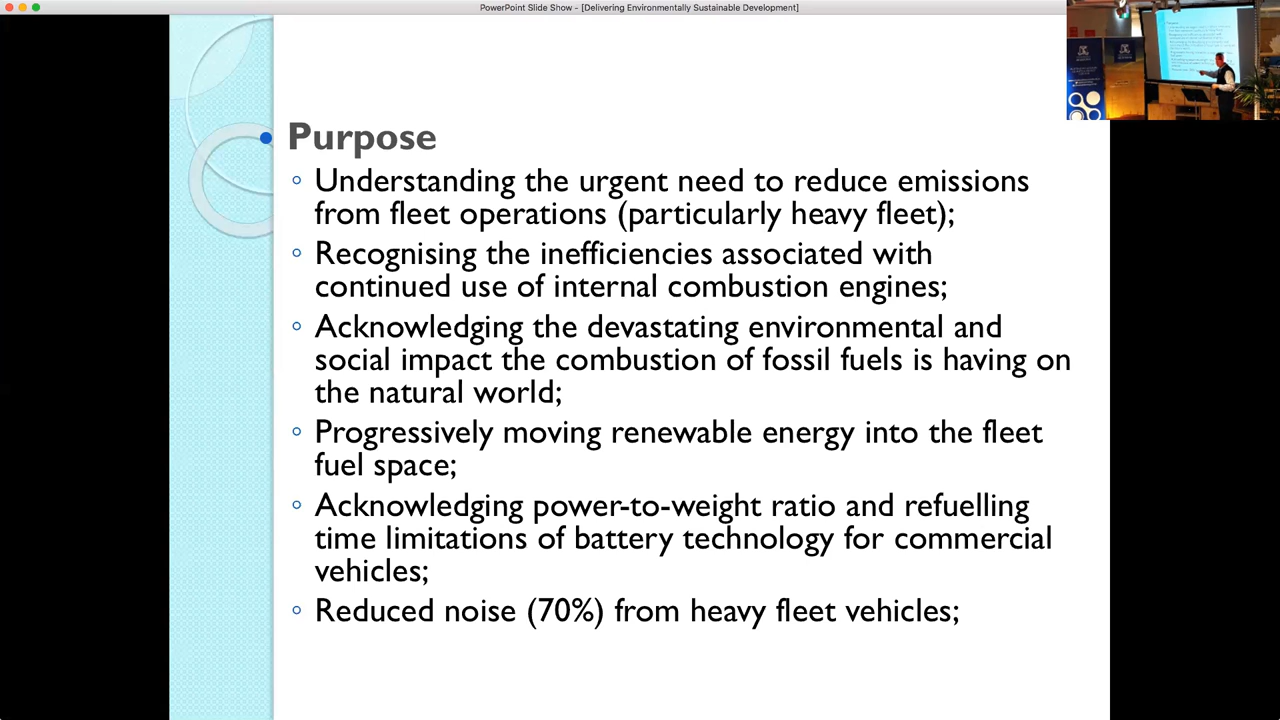 PowerPoint Slide Show - [Delivering Environmentally Sustainable Development]
Purpose
Understanding the urgent need to reduce emissions
from fleet operations (particularly heavy fleet);
Recognising the inefficiencies associated with
continued use of internal combustion engines;
Acknowledging the devastating environmental and
social impact the combustion of fossil fuels is having on
the natural world;
Progressively moving renewable energy into the fleet
fuel space;
Acknowledging power-to-weight ratio and refuelling
time limitations of battery technology for commercial
vehicles;
Reduced noise (70%) from heavy fleet vehicles;